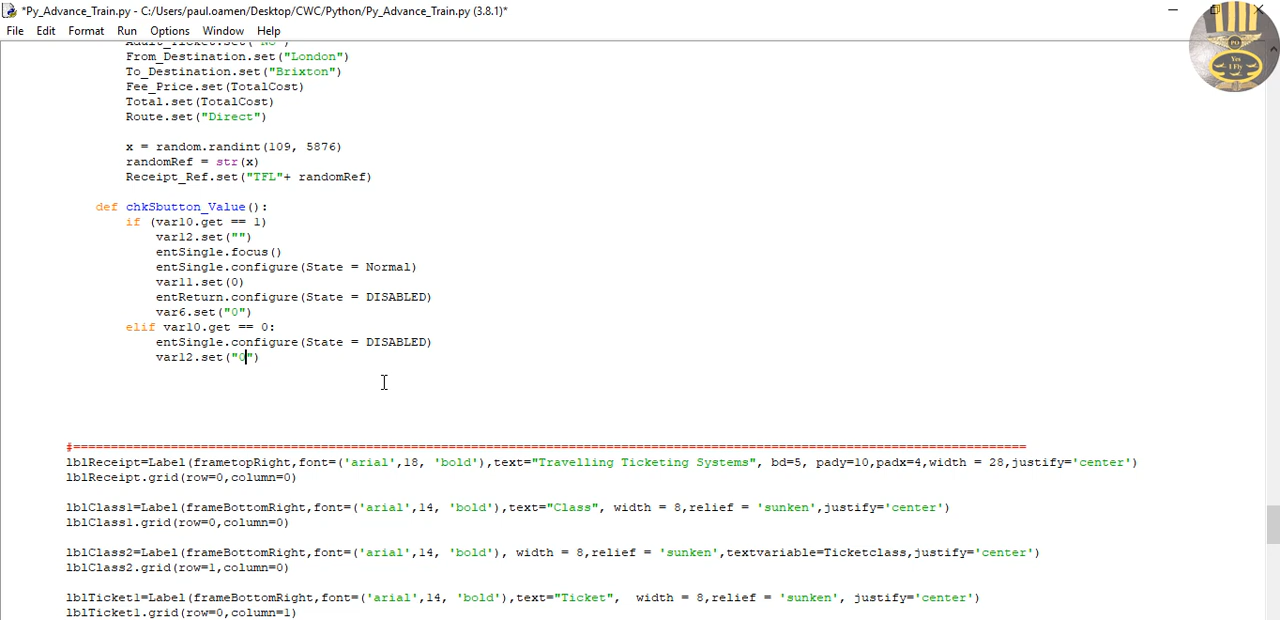 *Py_Advance_Train.py - C:/Users/paul.oamen/Desktop/CWC/Python/Py_Advance_Train.py (3.8.1)*
File Edit Format Run Options Window Help
Adult_Ticket.set("No")
From_Destination.set("London")
To_Destination.set("Brixton")
Fee_Price.set(TotalCost)
Total.set(TotalCost)
Route.set("Direct")
x = random.randint(109, 5876)
randomRef = str(x)
Receipt_Ref.set("TFL"+ randomRef)
def chkSbutton_Value():
if (var10.get == 1)
var12.set("")
entSingle.focus()
entSingle.configure(State = Normal)
var11.set(0)
entReturn.configure(State = DISABLED)
var6.set("0")
elif var10.get == 0:
entSingle.configure(State = DISABLED)
var12.set("0")
#===============================================================================================================================
lblReceipt=Label(frametopRight,font=('arial',18, 'bold'),text="Travelling Ticketing Systems", bd=5, pady=10,padx=4,width = 28,justify='center')
lblReceipt.grid(row=0,column=0)
lblClass1=Label(frameBottomRight,font=('arial',14, 'bold'),text="Class", width = 8,relief = 'sunken',justify='center')
lblClass1.grid(row=0,column=0)
lblClass2=Label(frameBottomRight,font=('arial',14, 'bold'), width = 8,relief = 'sunken',textvariable=Ticketclass,justify='center')
lblClass2.grid(row=1,column=0)
lblTicket1=Label(frameBottomRight,font=('arial',14, 'bold'),text="Ticket",  width = 8,relief = 'sunken', justify='center')
lblTicket1.grid(row=0,column=1)
PO
Yes
I Fly